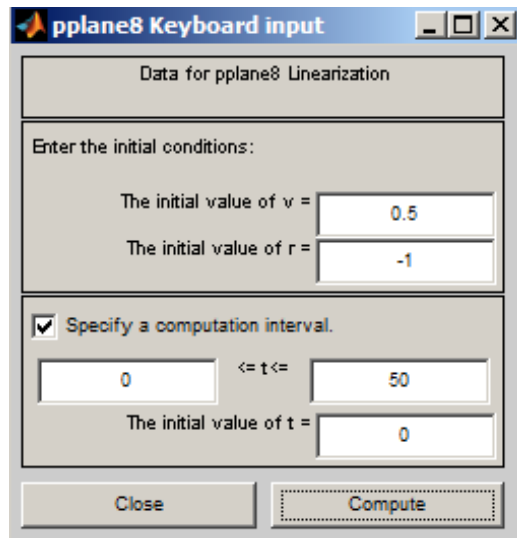 pplane8 Keyboard input
Data for pplane8 Linearization
Enter the initial conditions:
The initial value of v = 0.5
The initial value of r = -1
Specify a computation interval.
0 <= t<= 50
The initial value of t = 0
Close Compute